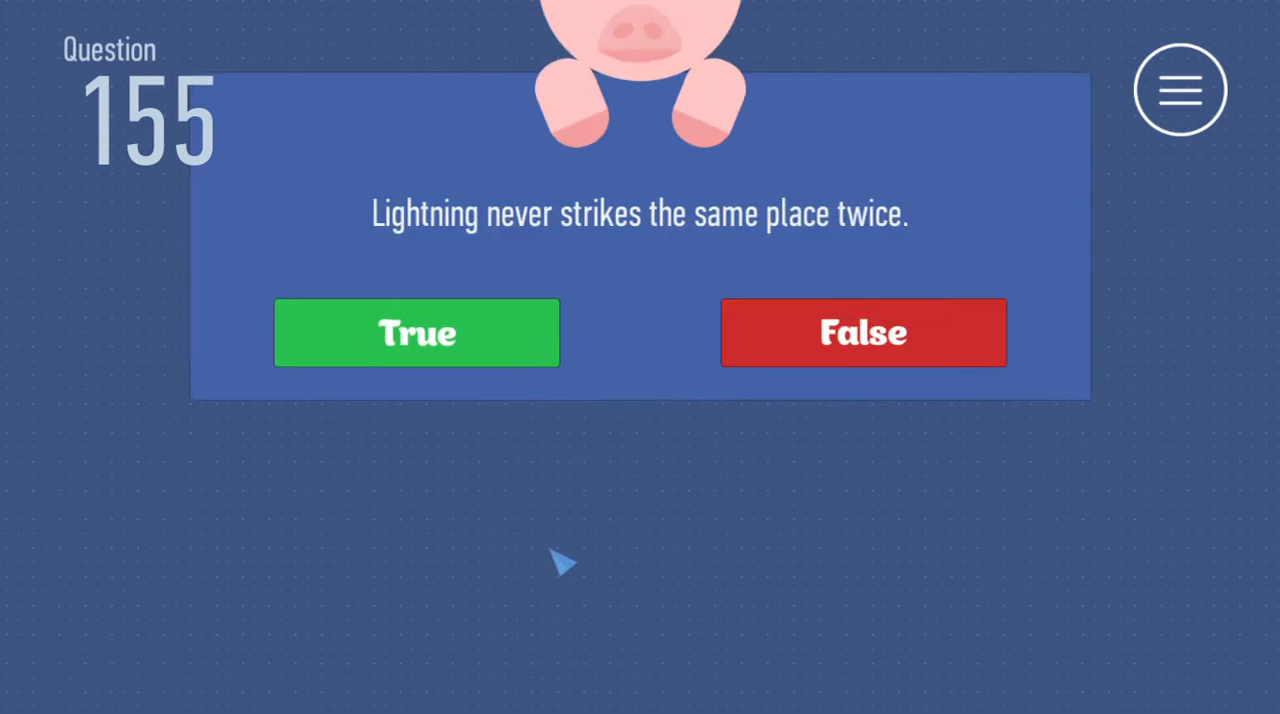 Question
155
Lightning never strikes the same place twice.
True
False